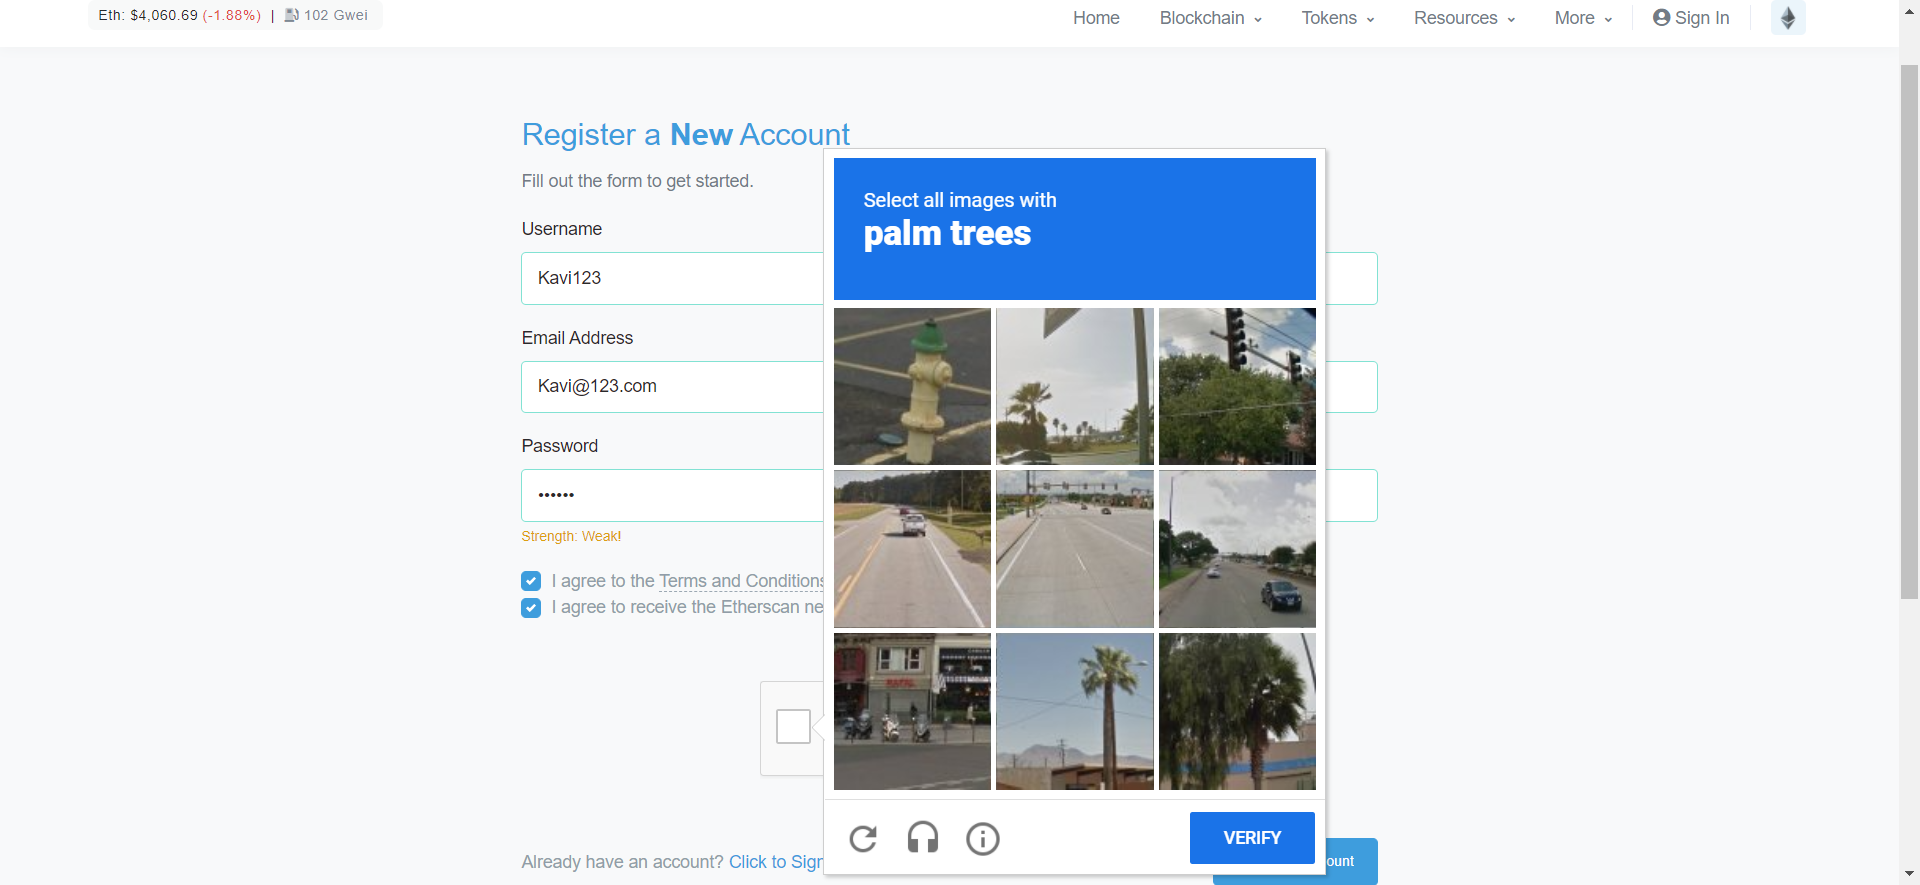 Eth: $4,060.69 (-1.88%) | 102 Gwei
Home Blockchain Tokens Resources More Sign In
Register a New Account
Fill out the form to get started.
Username
Kavi123
Email Address
Kavi@123.com
Password
••••••
Strength: Weak!
I agree to the Terms and Conditions
I agree to receive the Etherscan ne
Select all images with
palm trees
VERIFY
Already have an account? Click to Sign
ount